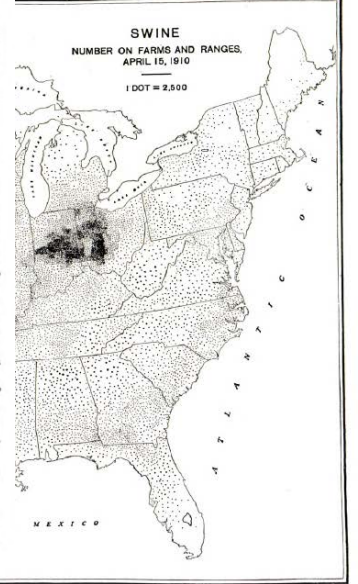 SWINE
NUMBER ON FARMS AND RANGES,
APRIL 15, 1910
1 DOT = 2,500
ATLANTIC OCEAN
MEXICO